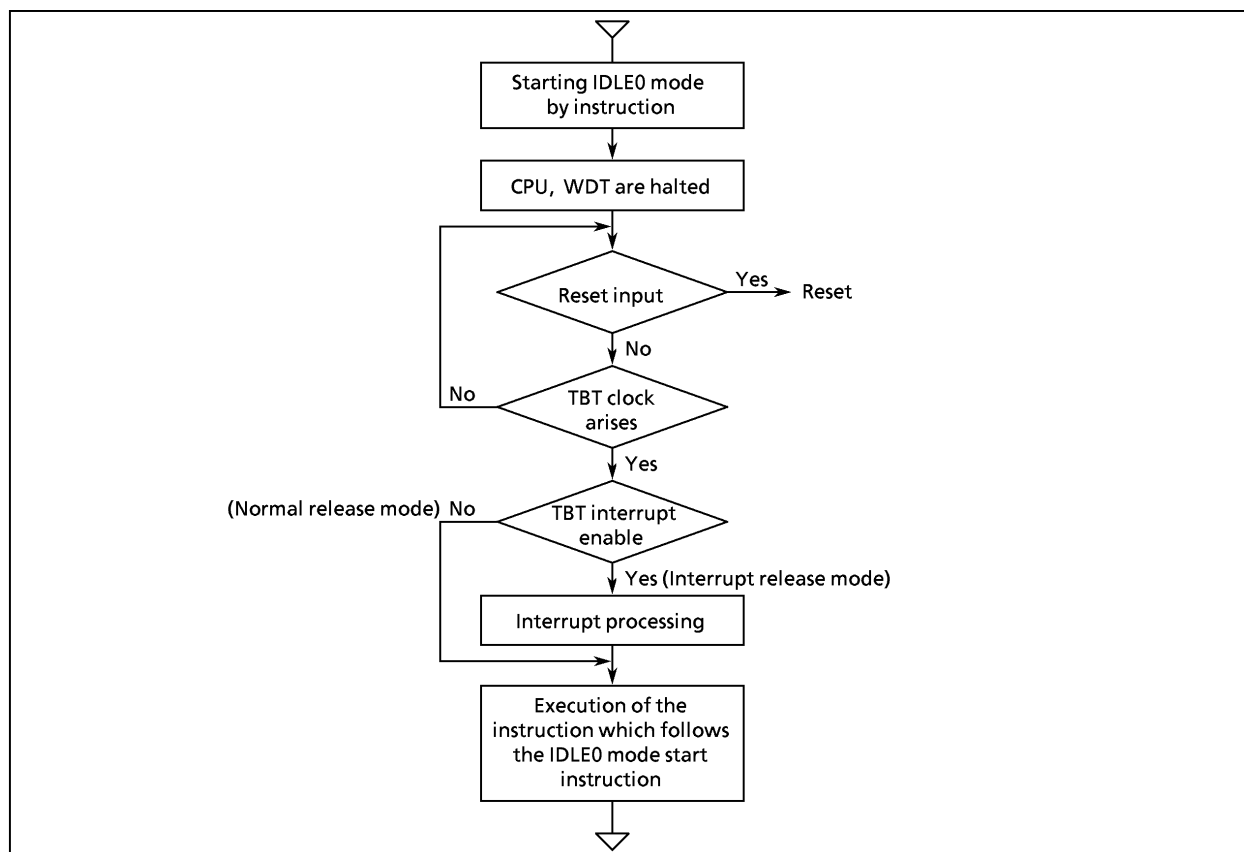 Starting IDLE0 mode
by instruction
CPU, WDT are halted
Reset input
Yes
Reset
No
TBT clock
arises
No
Yes
(Normal release mode) No
TBT interrupt
enable
Yes (Interrupt release mode)
Interrupt processing
Execution of the
instruction which follows
the IDLE0 mode start
instruction